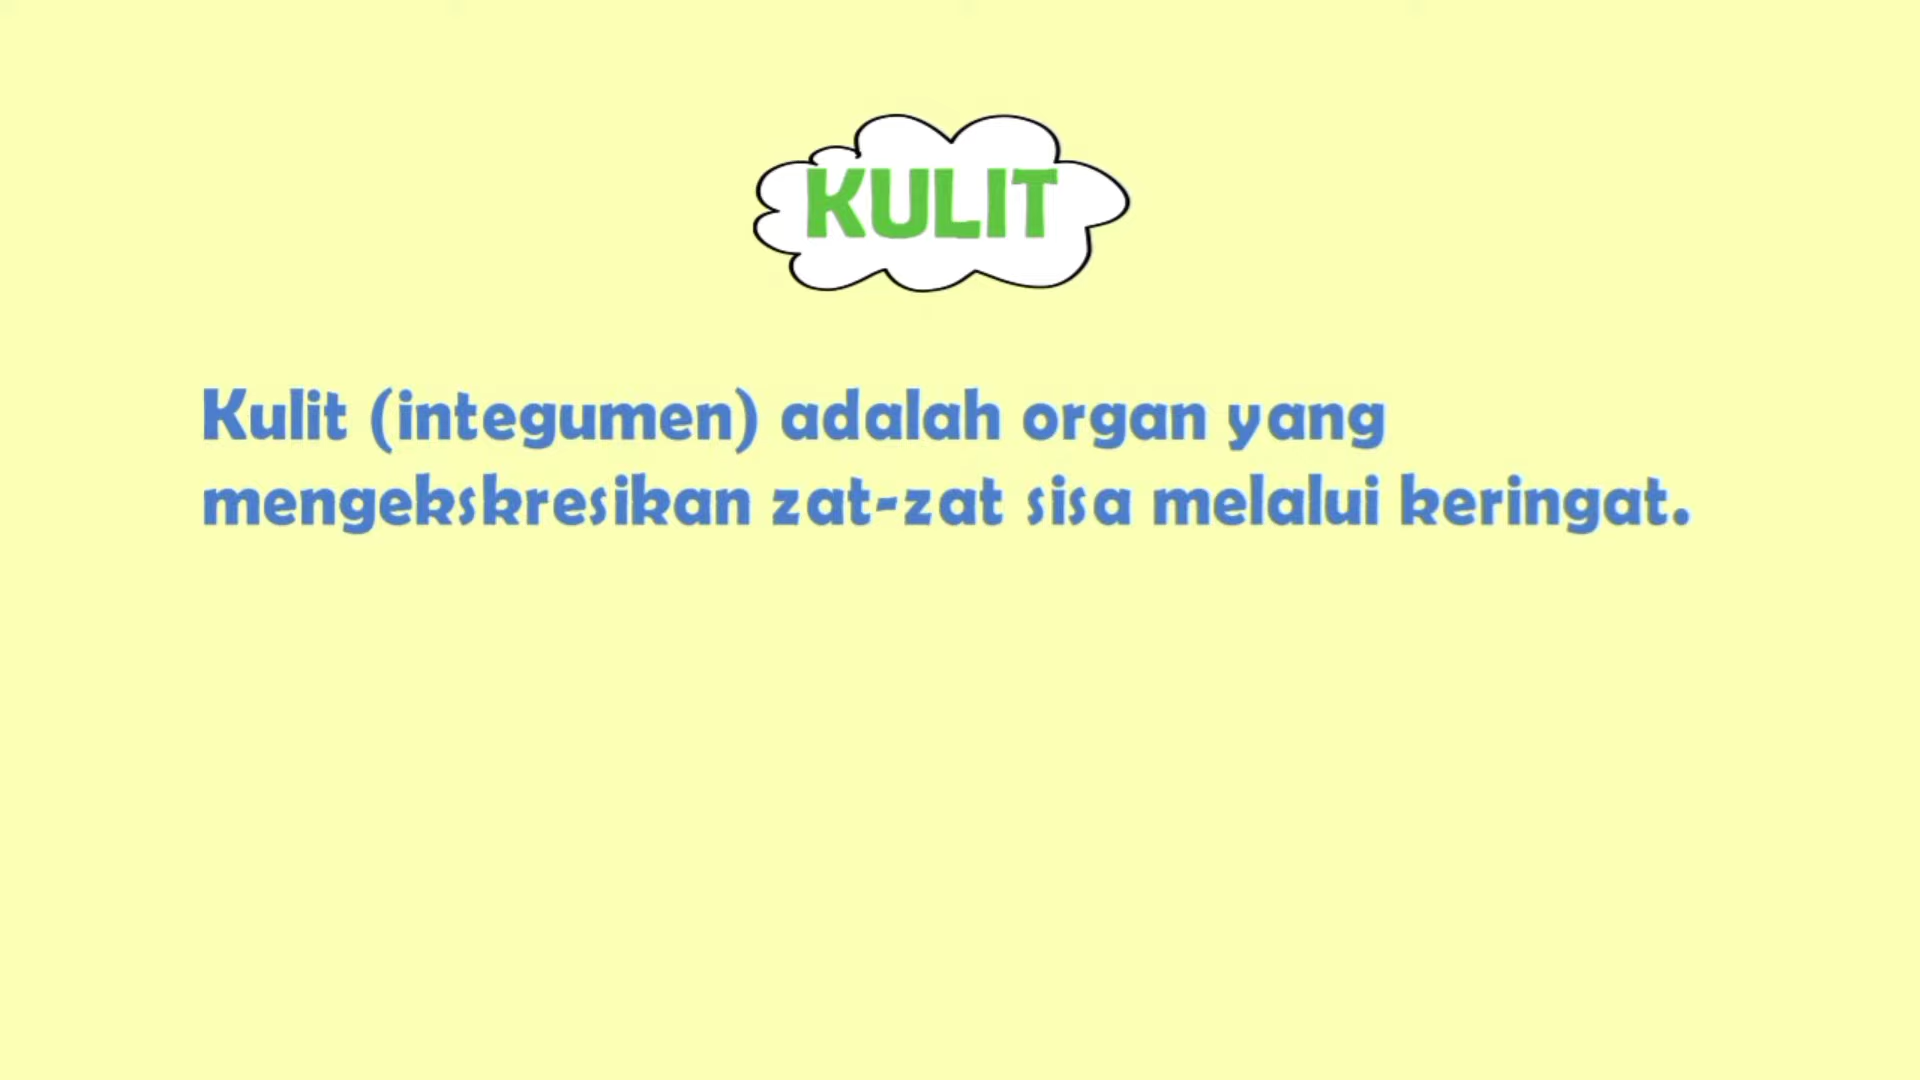 KULIT
Kulit (integumen) adalah organ yang
mengekskresikan zat-zat sisa melalui keringat.